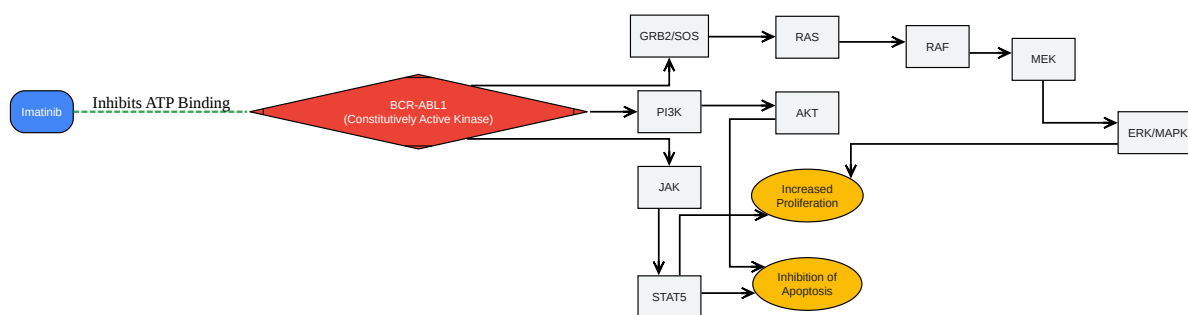 GRB2/SOS
RAS
RAF
MEK
Imatinib
Inhibits ATP Binding
BCR-ABL1
(Constitutively Active Kinase)
PI3K
AKT
ERK/MAPK
JAK
Increased
Proliferation
STAT5
Inhibition of
Apoptosis